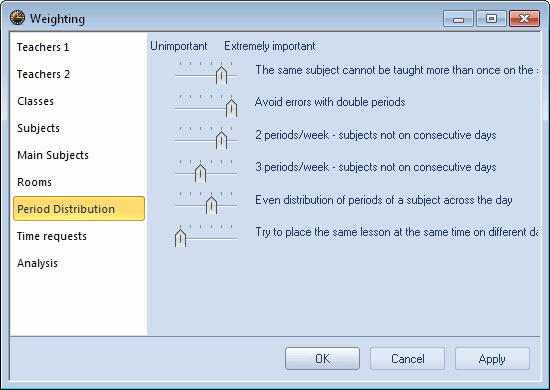 Weighting
Teachers 1
Teachers 2
Classes
Subjects
Main Subjects
Rooms
Period Distribution
Time requests
Analysis
Unimportant Extremely important
The same subject cannot be taught more than once on the
Avoid errors with double periods
2 periods/week - subjects not on consecutive days
3 periods/week - subjects not on consecutive days
Even distribution of periods of a subject across the day
Try to place the same lesson at the same time on different
OK Cancel Apply